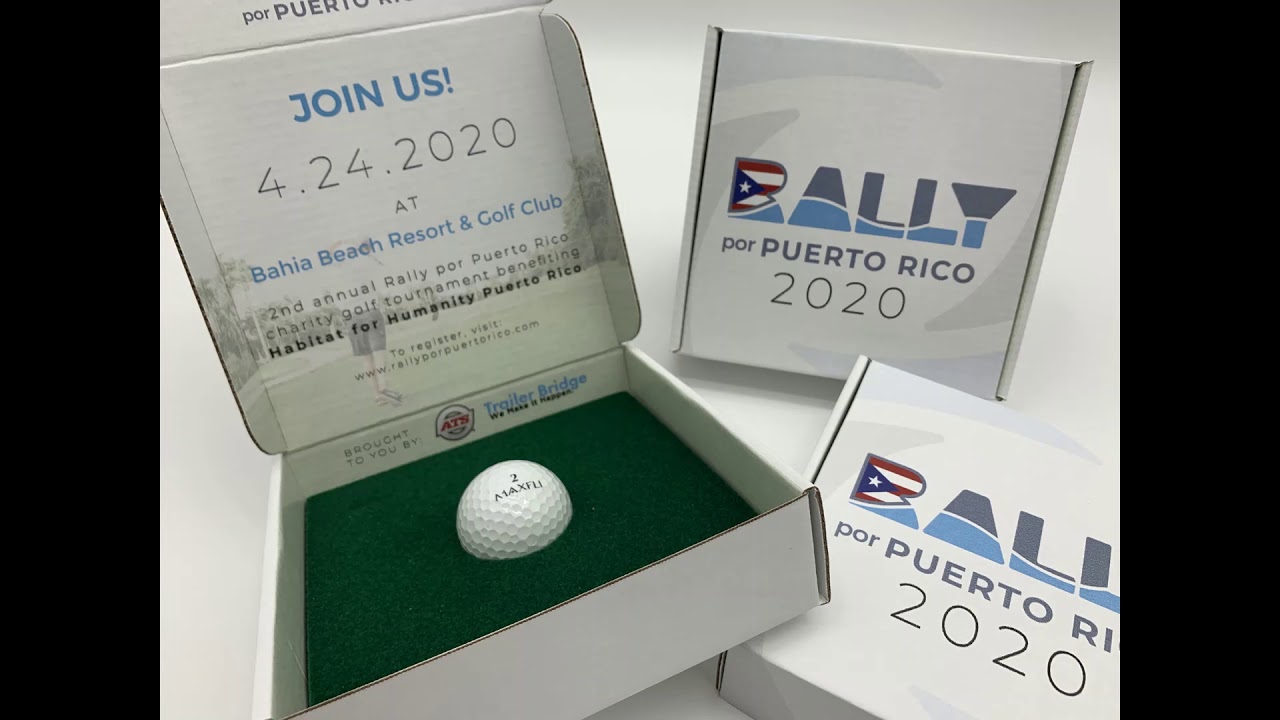 por PUERTO RICO
JOIN US!
4.24.2020
AT
Bahia Beach Resort & Golf Club
2nd annual Rally por Puerto Rico
charity golf tournament benefiting
Habitat for Humanity Puerto Rico
To register, visit:
www.rallyporpuertorico.com
BROUGHT
TO YOU BY:
ATS
Trailer Bridge
We Make It Happen.
2
MAXFLI
RALLY
por PUERTO RICO
2020
RALL
por PUERTO RI
2020